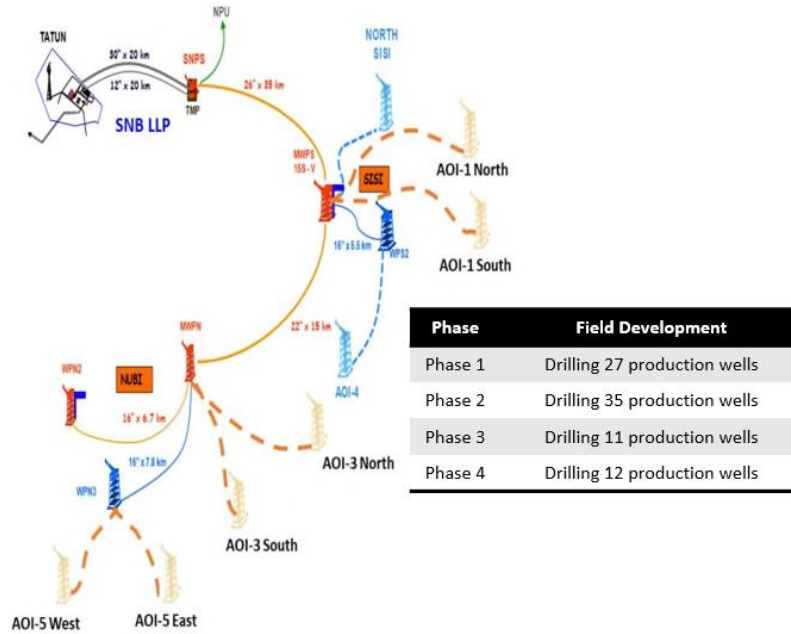 NPU
TATUN
30" x 20 km
SNPS
12" x 20 km
TMP
SNB LLP
26" x 35 km
NORTH
SISI
AOI-1 North
MWPS
16S - V
SISI
16" x 5.5 km
WPS2
AOI-1 South
MWPN
22" x 15 km
AOI-4
WPN2
NUBI
16" x 6.7 km
16" x 7.8 km
WPN3
AOI-3 North
AOI-3 South
AOI-5 West
AOI-5 East
Phase Field Development
Phase 1 Drilling 27 production wells
Phase 2 Drilling 35 production wells
Phase 3 Drilling 11 production wells
Phase 4 Drilling 12 production wells